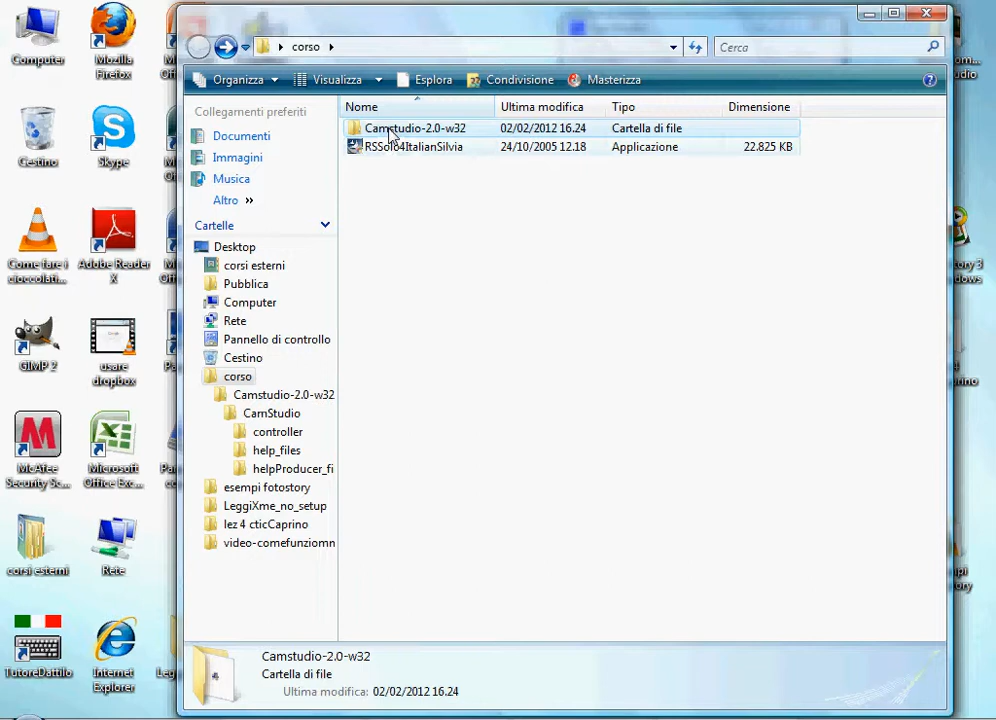 Computer
Mozilla
Firefox
Cestino
Skype
Come fare i
cioccolati...
Adobe Reader
X
GIMP 2
usare
dropbox
McAfee
Security Sc...
Microsoft
Office Exc...
corsi esterni
Rete
TutoreDattilo
Internet
Explorer
corso
Cerca
Organizza
Visualizza
Esplora
Condivisione
Masterizza
Collegamenti preferiti
Documenti
Immagini
Musica
Altro »
Cartelle
Desktop
corsi esterni
Pubblica
Computer
Rete
Pannello di controllo
Cestino
corso
Camstudio-2.0-w32
CamStudio
controller
help_files
helpProducer_fi
esempi fotostory
LeggiXme_no_setup
lez 4 cticCaprino
video-comefunziomn
Nome Ultima modifica Tipo Dimensione
Camstudio-2.0-w32 02/02/2012 16.24 Cartella di file
24/10/2005 12.18 Applicazione 22.825 KB
Camstudio-2.0-w32
Cartella di file
Ultima modifica: 02/02/2012 16.24